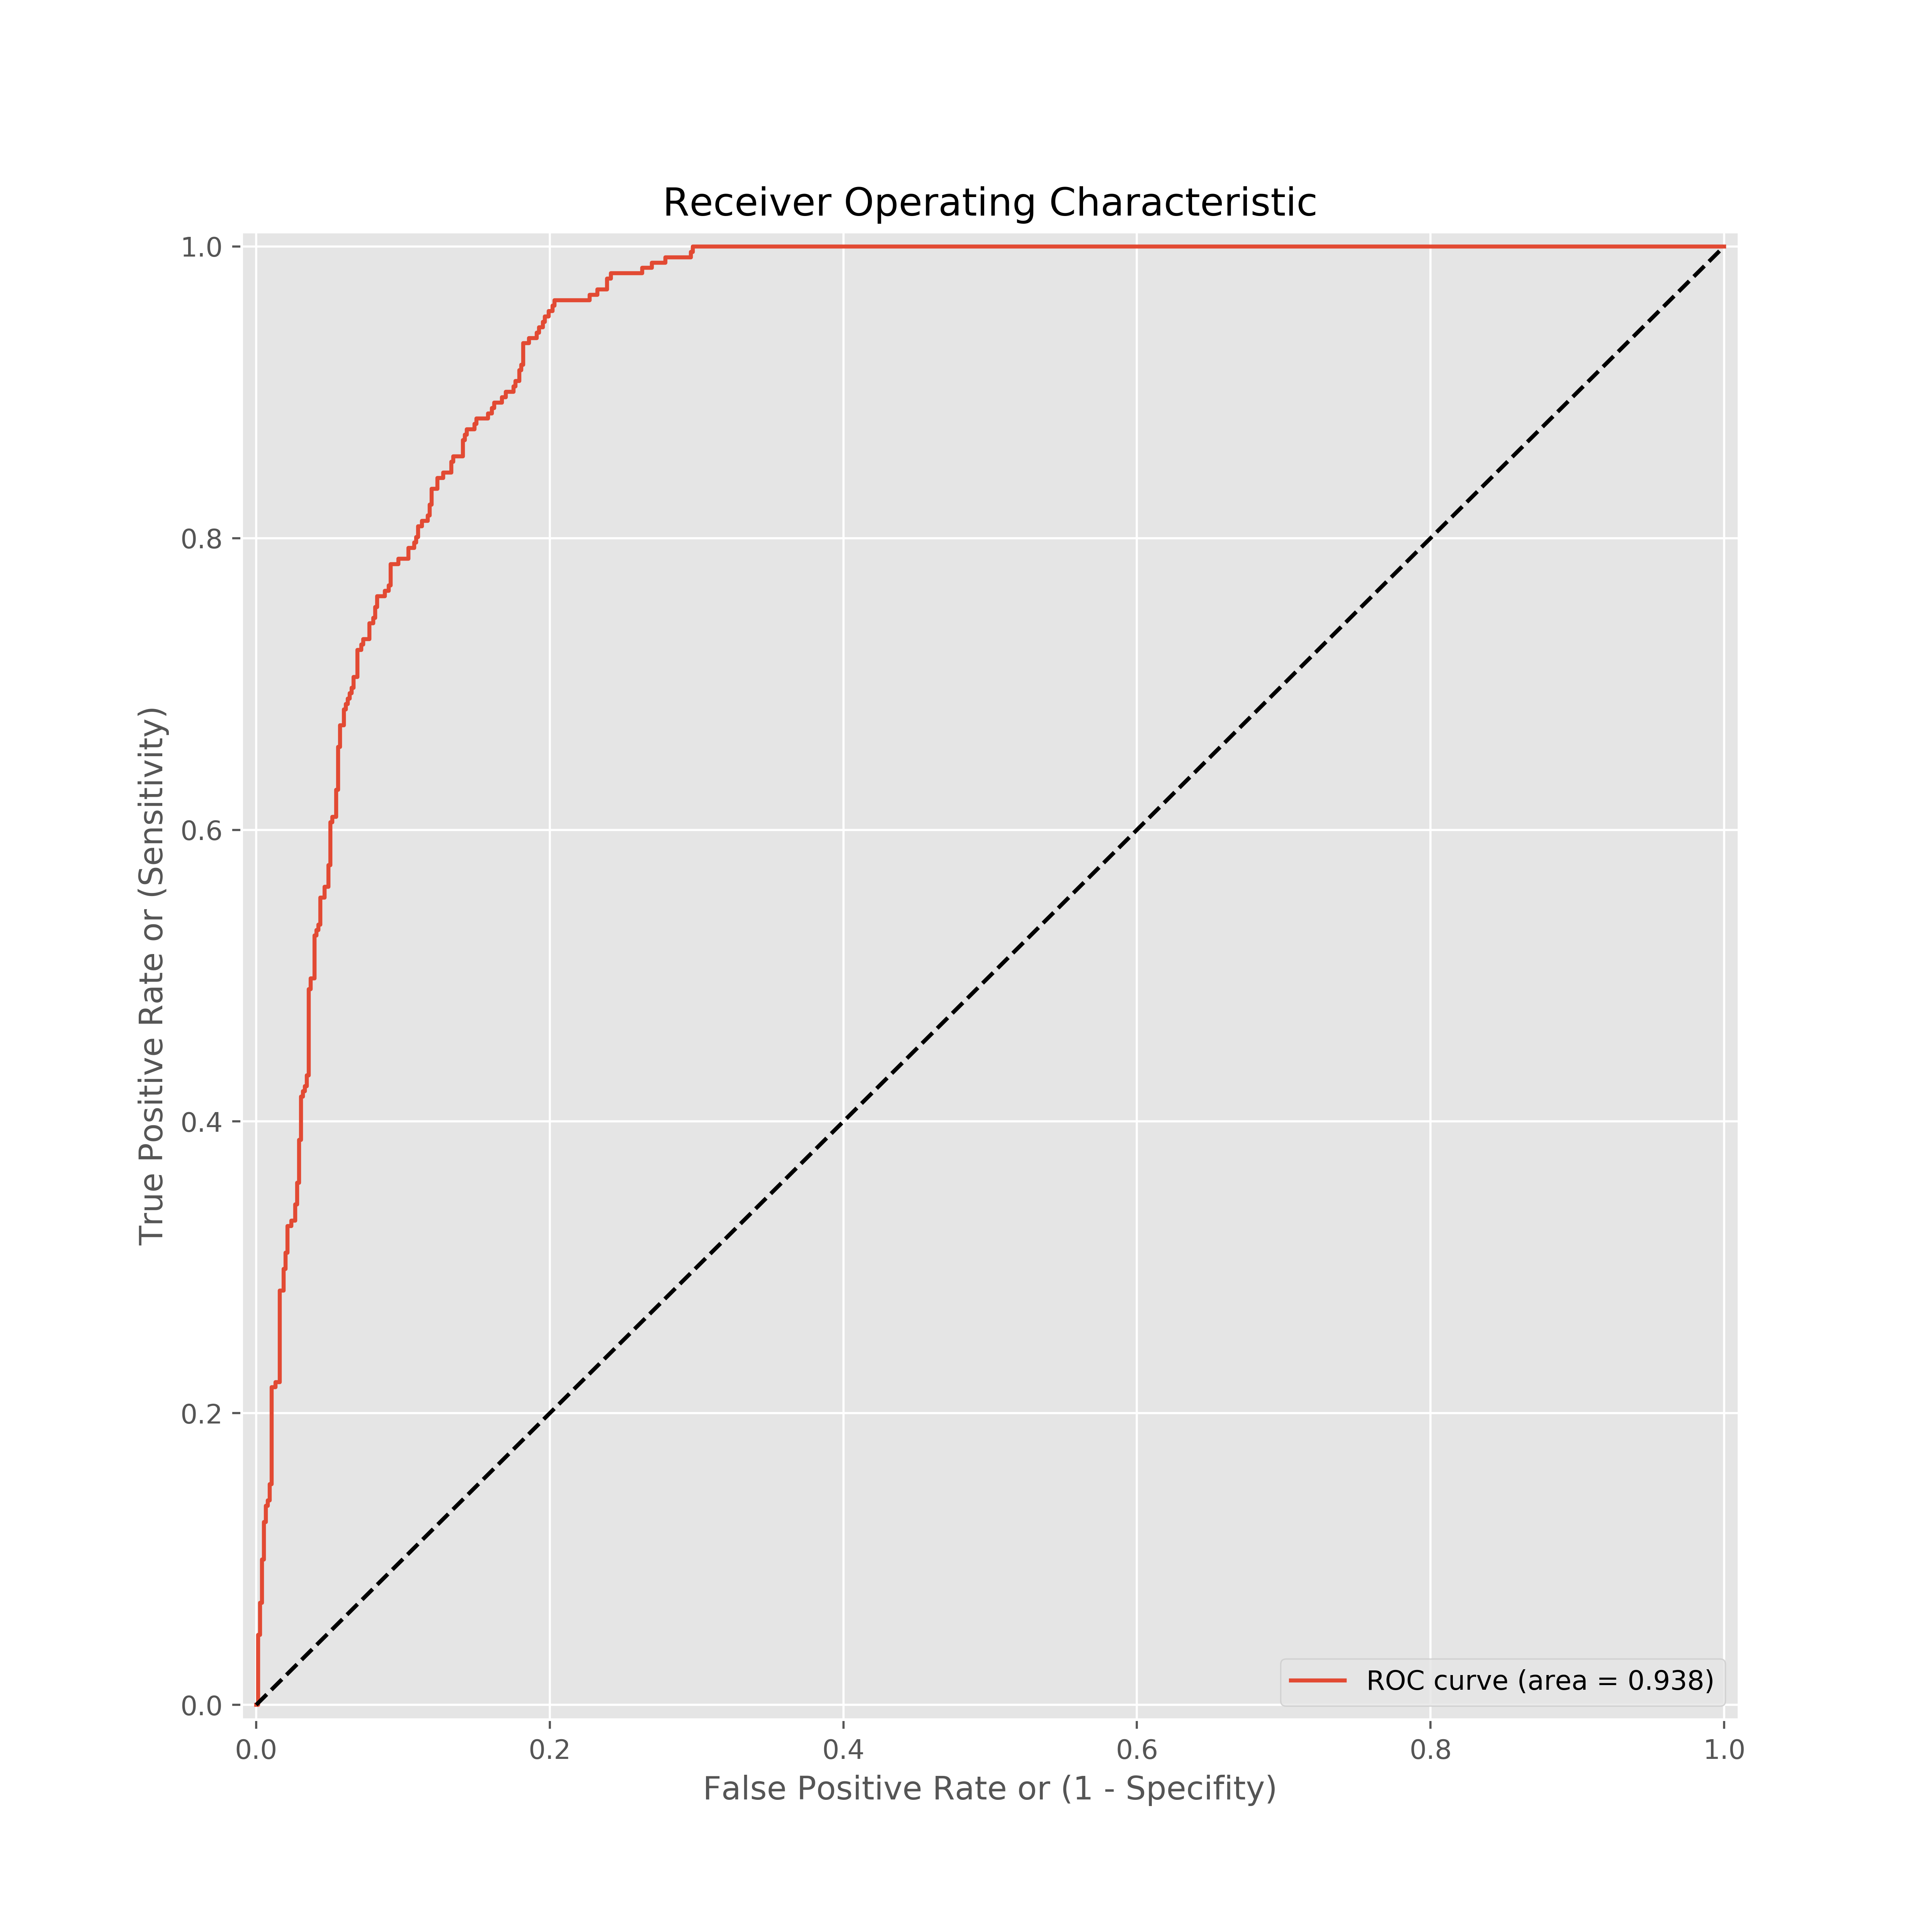 Receiver Operating Characteristic
1.0
0.8
0.6
0.4
0.2
0.0
True Positive Rate or (Sensitivity)
ROC curve (area = 0.938)
0.0 0.2 0.4 0.6 0.8 1.0
False Positive Rate or (1 - Specifity)